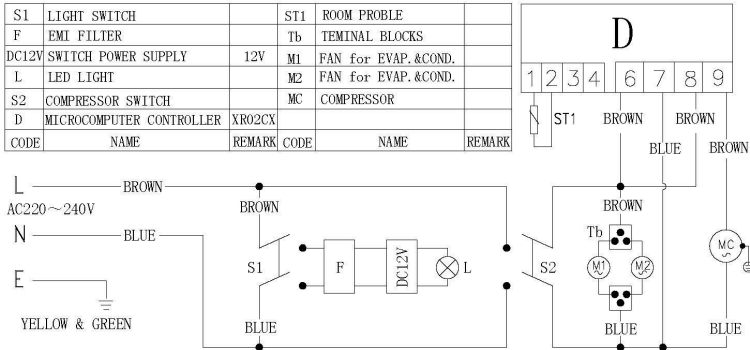 S1 LIGHT SWITCH ST1 ROOM PROBLE
F EMI FILTER Tb TEMINAL BLOCKS
DC12V SWITCH POWER SUPPLY 12V M1 FAN for EVAP.&COND.
L LED LIGHT M2 FAN for EVAP.&COND.
S2 COMPRESSOR SWITCH MC COMPRESSOR
D MICROCOMPUTER CONTROLLER XR02CX
CODE NAME REMARK CODE NAME REMARK
D
1 2 3 4 6 7 8 9
ST1
BROWN BROWN
BLUE BROWN
L BROWN
AC220～240V
BROWN
BROWN
N BLUE
Tb
S1 F DC12V L S2 M1 M2 MC
E
YELLOW & GREEN
BLUE BLUE BLUE BLUE